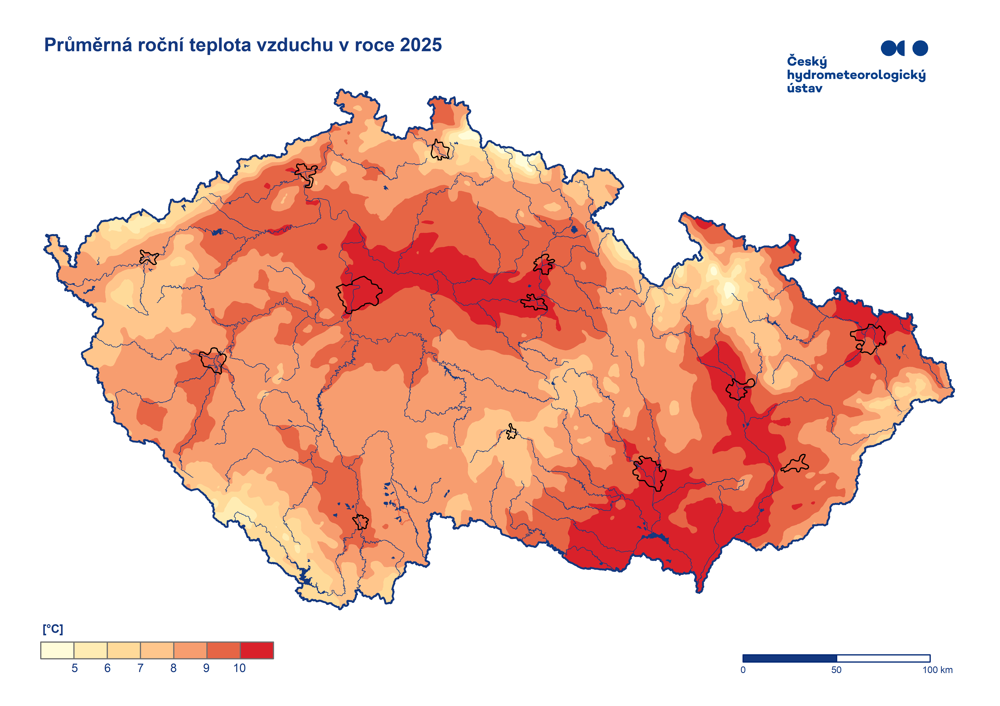 Průměrná roční teplota vzduchu v roce 2025
Český
hydrometeorologický
ústav
[°C]
5 6 7 8 9 10
0 50 100 km